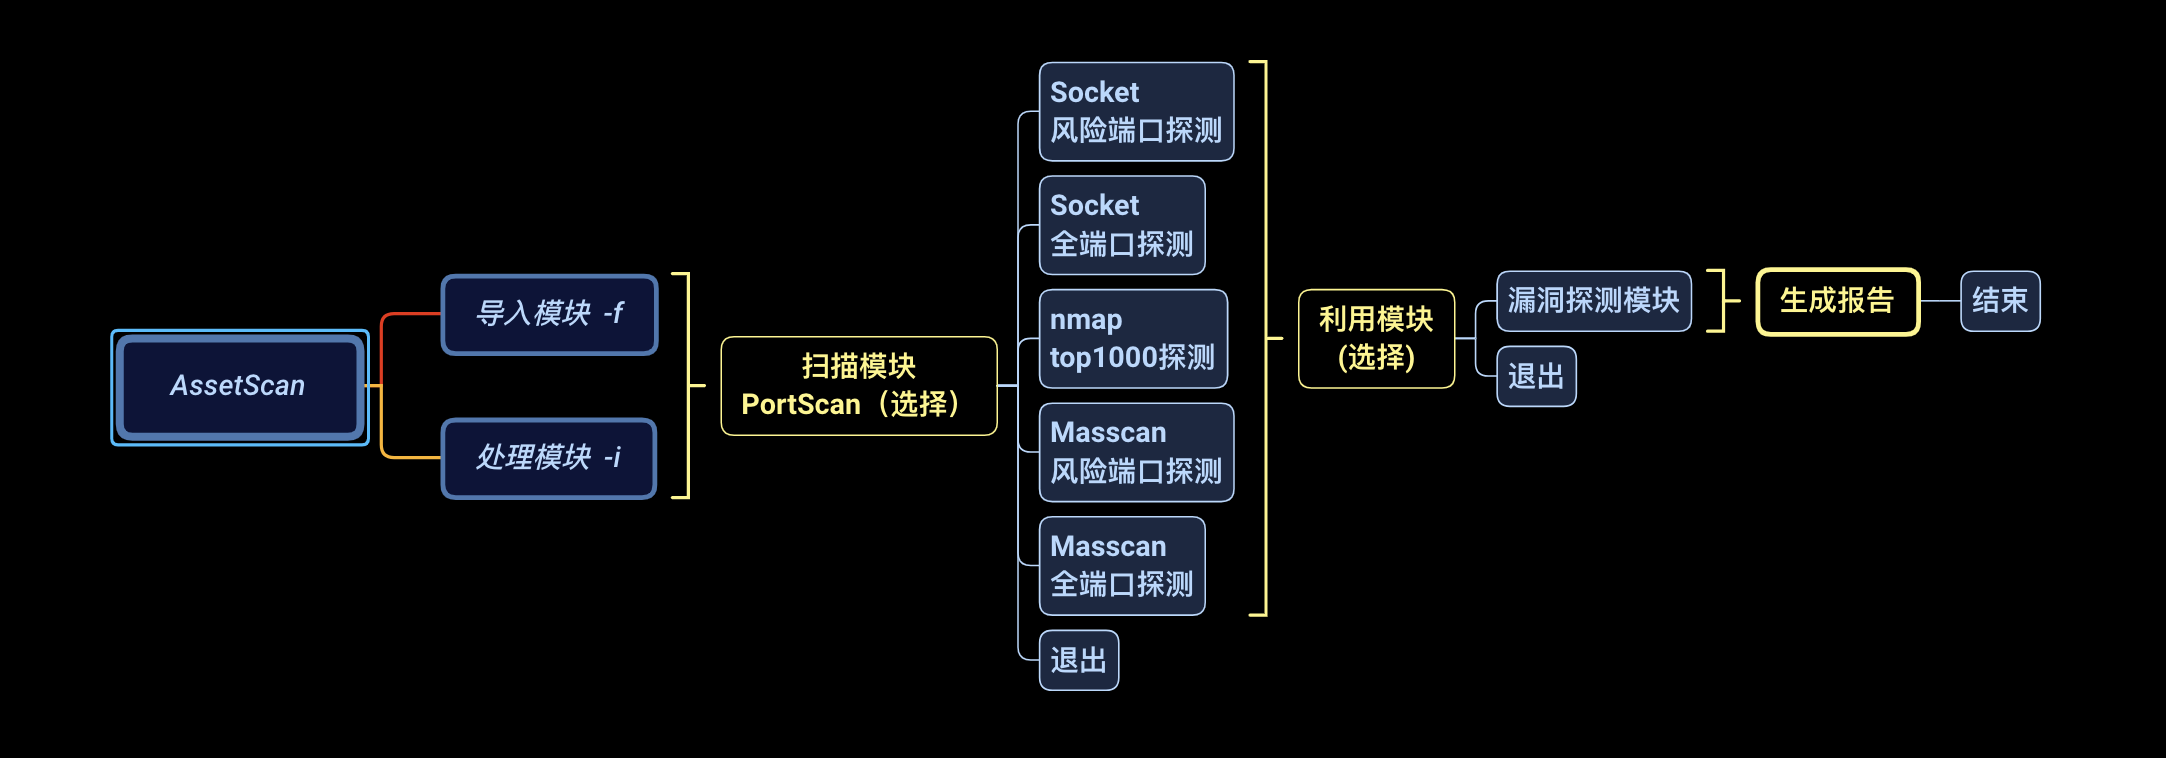 AssetScan
导入模块 -f
处理模块 -i
扫描模块
PortScan（选择）
Socket
风险端口探测
Socket
全端口探测
nmap
top1000探测
Masscan
风险端口探测
Masscan
全端口探测
退出
利用模块
(选择)
漏洞探测模块
退出
生成报告
结束